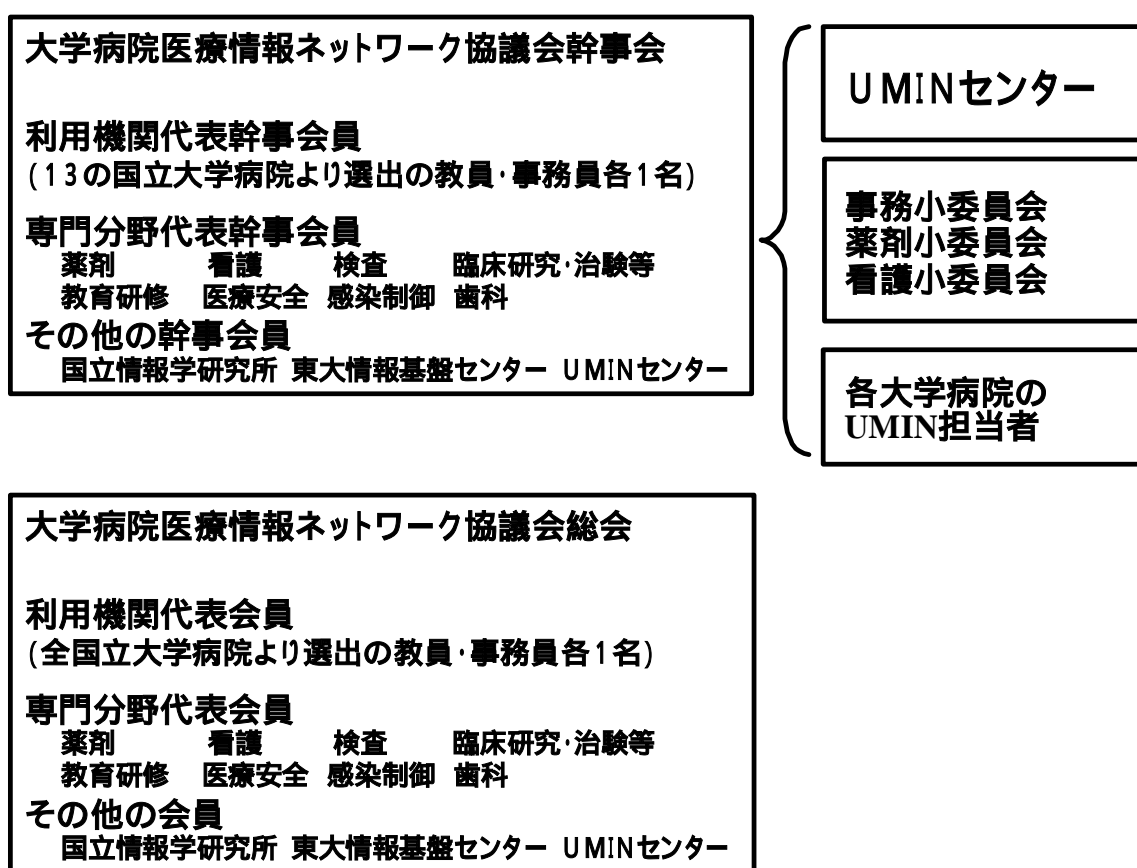 大学病院医療情報ネットワーク協議会幹事会
利用機関代表幹事会員
(13の国立大学病院より選出の教員･事務員各1名)
専門分野代表幹事会員
薬剤 看護 検査 臨床研究･治験等
教育研修 医療安全 感染制御 歯科
その他の幹事会員
国立情報学研究所 東大情報基盤センター UMINセンター
UMINセンター
事務小委員会
薬剤小委員会
看護小委員会
各大学病院の
UMIN担当者
大学病院医療情報ネットワーク協議会総会
利用機関代表会員
(全国立大学病院より選出の教員･事務員各1名)
専門分野代表会員
薬剤 看護 検査 臨床研究･治験等
教育研修 医療安全 感染制御 歯科
その他の会員
国立情報学研究所 東大情報基盤センター UMINセンター